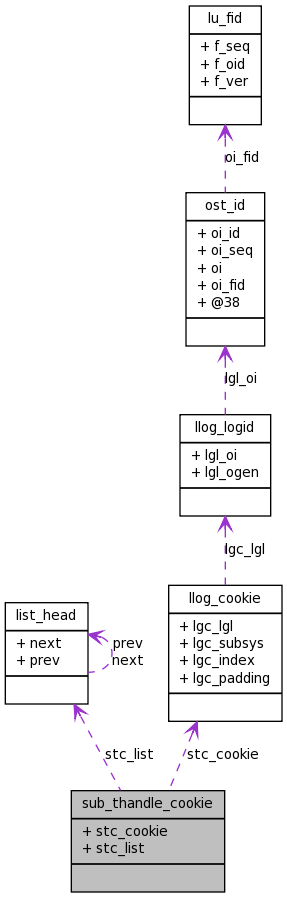 lu_fid
+ f_seq
+ f_oid
+ f_ver
oi_fid
ost_id
+ oi_id
+ oi_seq
+ oi
+ oi_fid
+ @38
lgl_oi
llog_logid
+ lgl_oi
+ lgl_ogen
lgc_lgl
llog_cookie
+ lgc_lgl
+ lgc_subsys
+ lgc_index
+ lgc_padding
list_head
+ next
+ prev
prev
next
stc_list
stc_cookie
sub_thandle_cookie
+ stc_cookie
+ stc_list